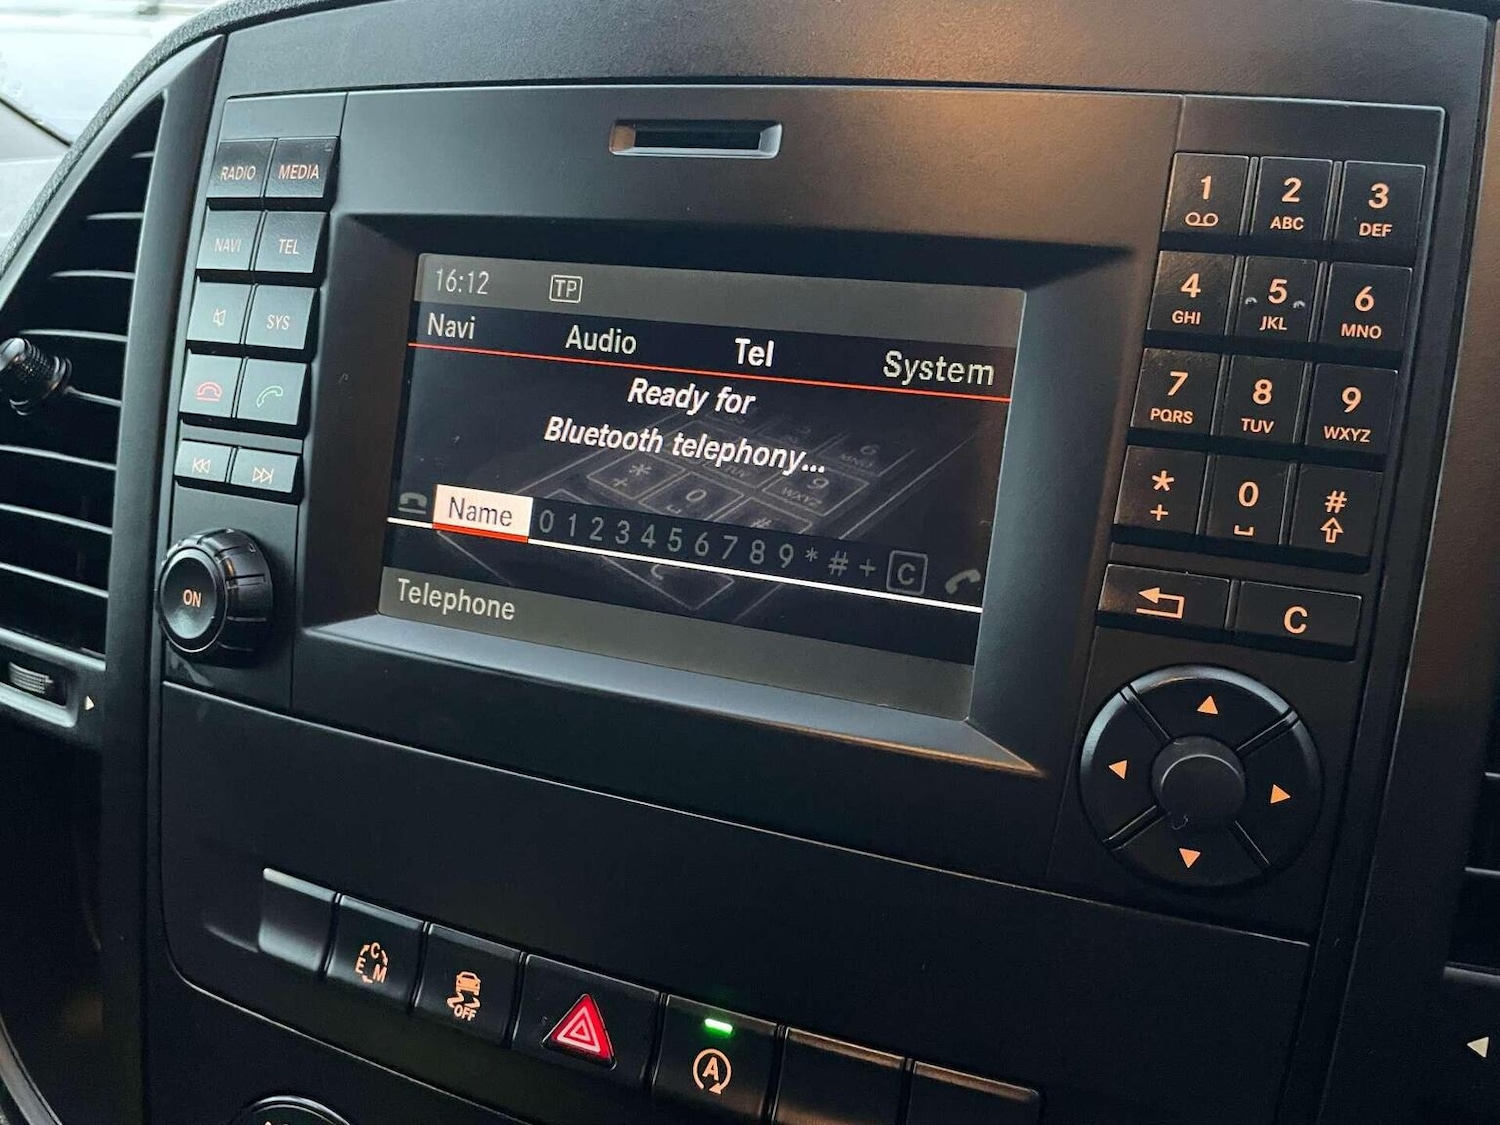 RADIO MEDIA
NAVI TEL
SYS
ON
16:12 TP
Navi Audio Tel System
Ready for
Bluetooth telephony...
Name 0 1 2 3 4 5 6 7 8 9 * # + C
Telephone
1 2 3
ABC DEF
4 5 6
GHI JKL MNO
7 8 9
PQRS TUV WXYZ
* 0 #
+
C
C
E M
OFF
A